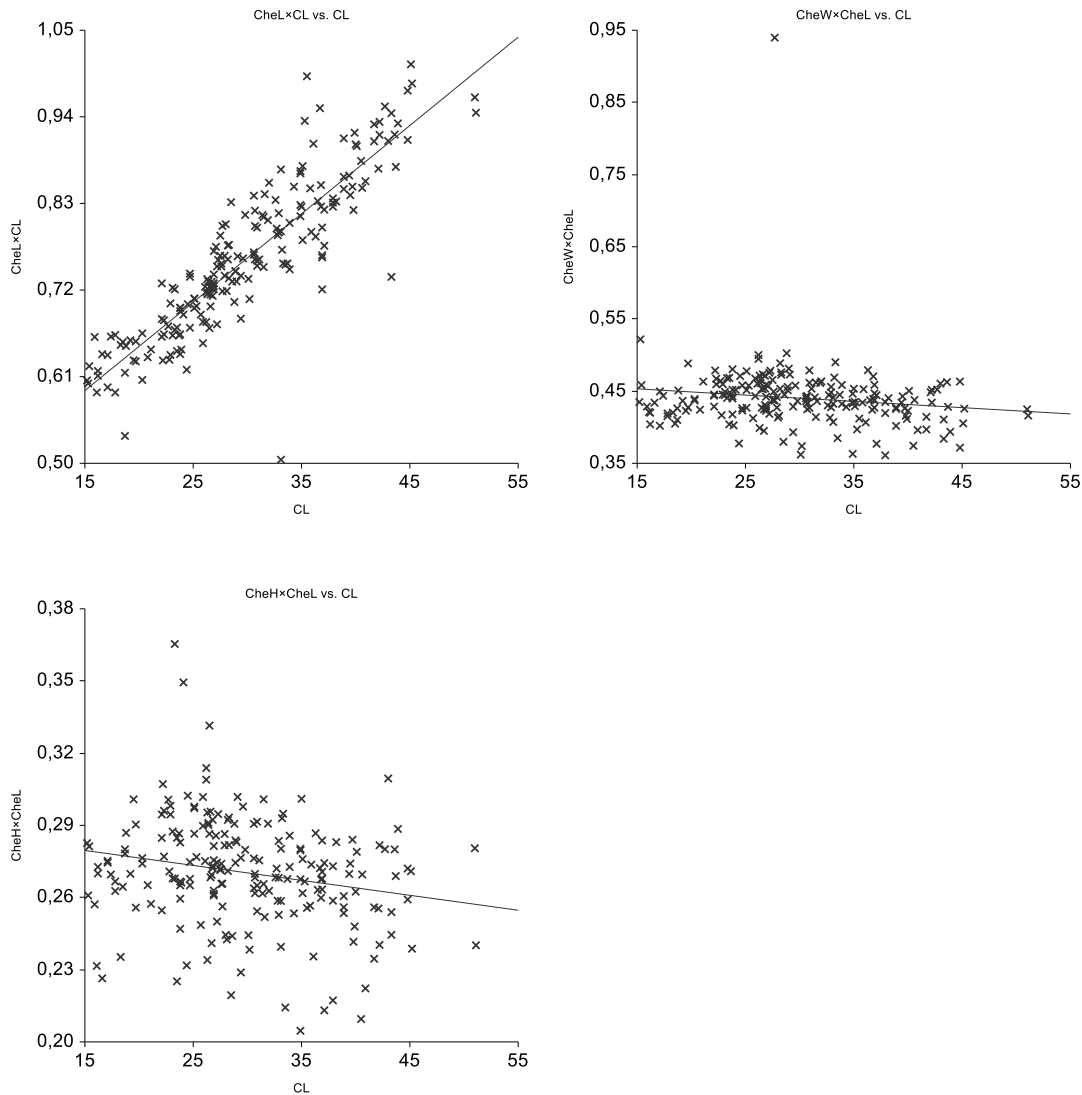 CheL×CL vs. CL
1,05
0,94
0,83
0,72
0,61
0,50
CheL×CL
15 25 35 45 55
CL
CheW×CheL vs. CL
0,95
0,85
0,75
0,65
0,55
0,45
0,35
CheW×CheL
15 25 35 45 55
CL
CheH×CheL vs. CL
0,38
0,35
0,32
0,29
0,26
0,23
0,20
CheH×CheL
15 25 35 45 55
CL